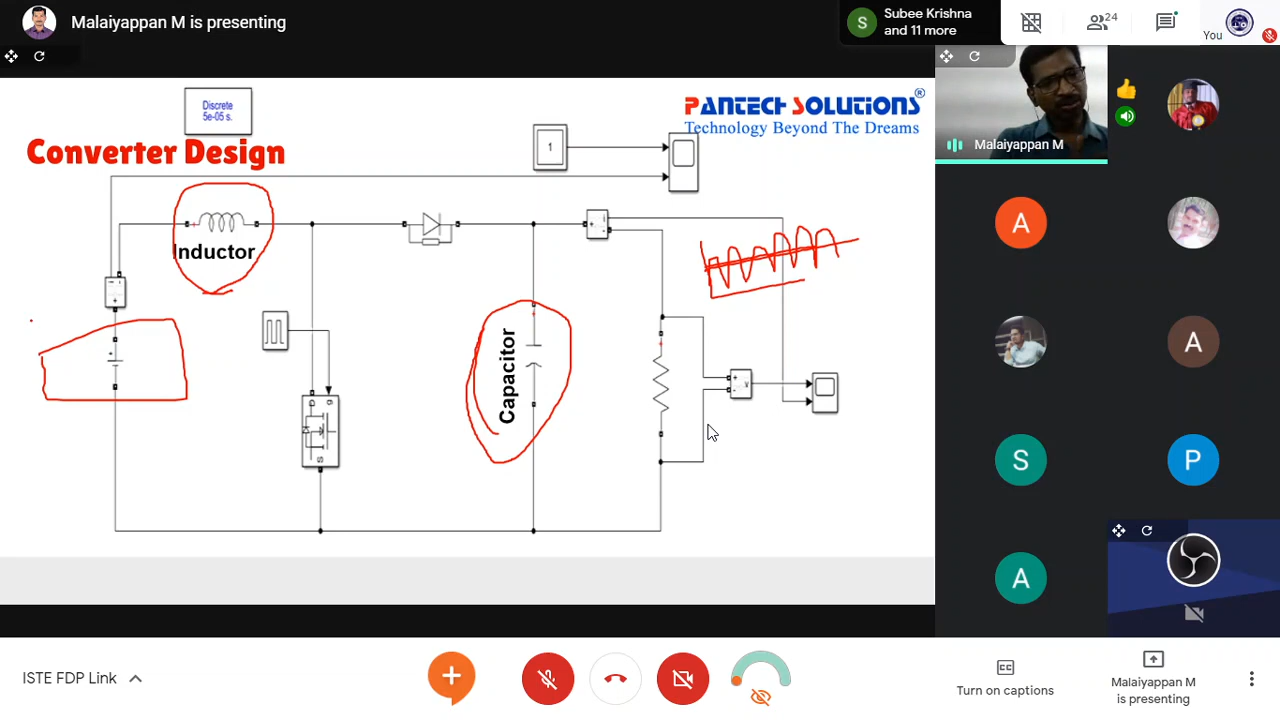 Malaiyappan M is presenting
S
Subee Krishna
and 11 more
24
You
Discrete
5e-05 s.
PANTECH SOLUTIONS®
Technology Beyond The Dreams
Converter Design
1
Malaiyappan M
Inductor
Capacitor
g
S
+
-
v
A
A
S
P
A
ISTE FDP Link
Turn on captions
Malaiyappan M
is presenting